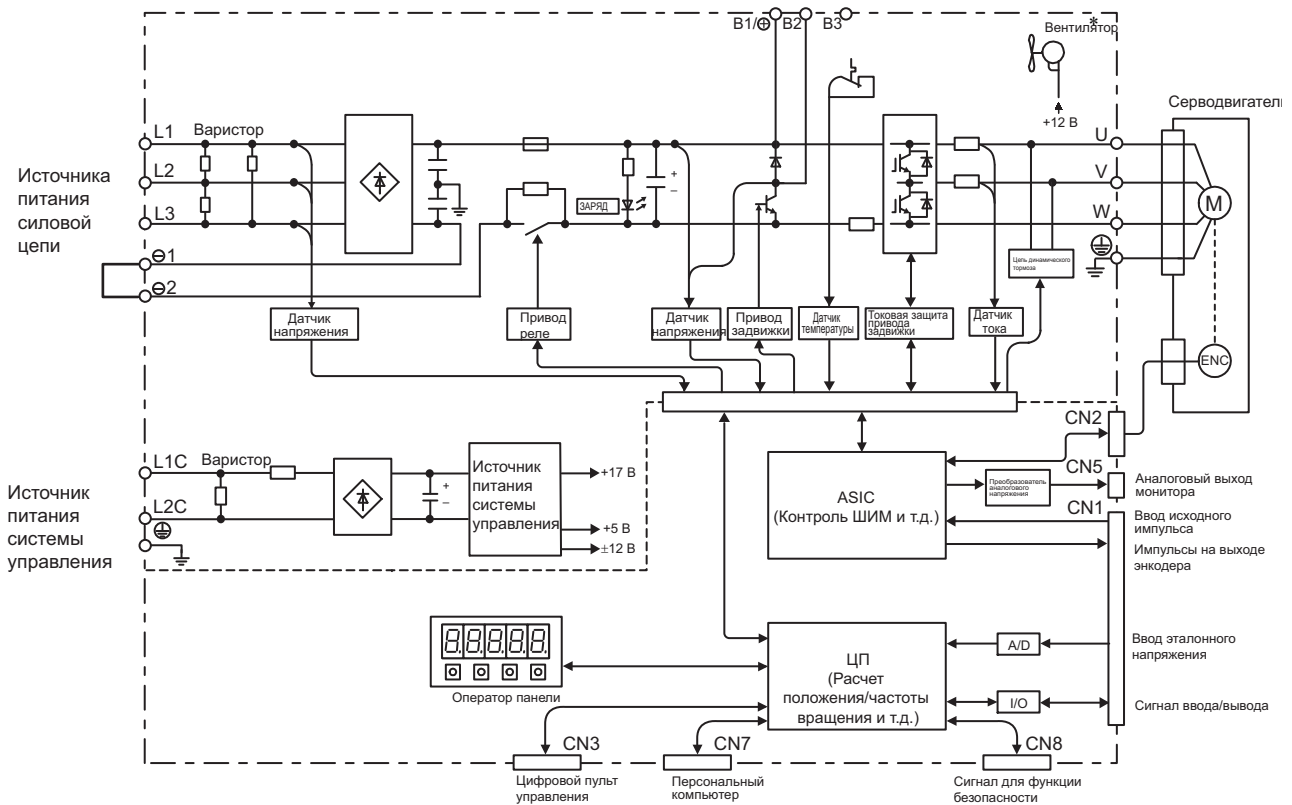 B1/⊕ B2 B3
Вентилятор*
+12 В
Серводвигатель
L1 Варистор
L2
L3
⊖1
⊖2
Источника
питания
силовой
цепи
ЗАРЯД
+
–
U
V
W
M
ENC
Цепь динамического
тормоза
Датчик
напряжения
Привод
реле
Датчик
напряжения
Привод
задвижки
Датчик
температуры
Токовая защита
привода
задвижки
Датчик
тока
L1C Варистор
L2C
Источник
питания
системы
управления
+
–
Источник
питания
системы
управления
+17 В
+5 В
±12 В
ASIC
(Контроль ШИМ и т.д.)
Преобразователь
аналогового
напряжения
CN2
CN5
CN1
Аналоговый выход
монитора
Ввод исходного
импульса
Импульсы на выходе
энкодера
Ввод эталонного
напряжения
Сигнал ввода/вывода
A/D
I/O
ЦП
(Расчет
положения/частоты
вращения и т.д.)
8.8.8.8.8.
Оператор панели
CN3
CN7
CN8
Цифровой пульт
управления
Персональный
компьютер
Сигнал для функции
безопасности